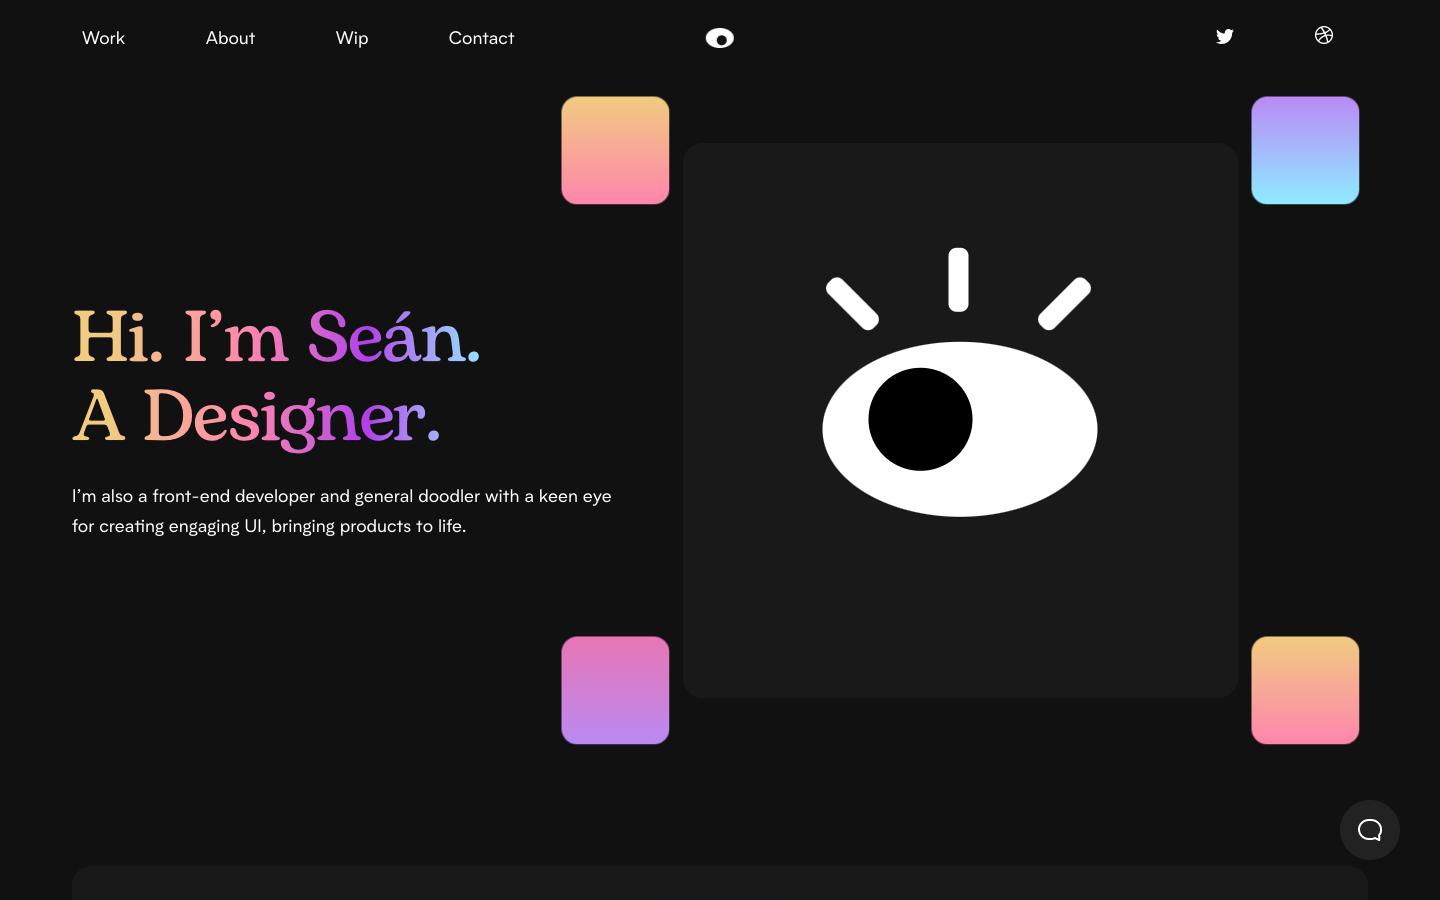 Work
About
Wip
Contact
Hi. I’m Seán.
A Designer.
I’m also a front-end developer and general doodler with a keen eye
for creating engaging UI, bringing products to life.